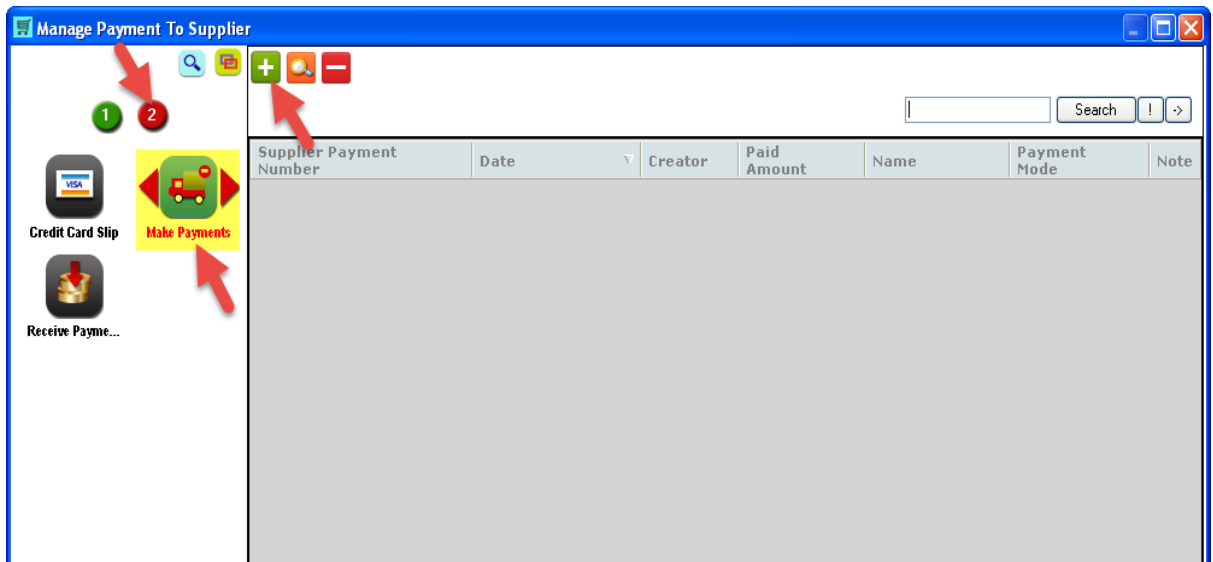 Manage Payment To Supplier
1
2
Search
!
->
Supplier Payment
Number
Date
Creator
Paid
Amount
Name
Payment
Mode
Note
VISA
Credit Card Slip
Make Payments
Receive Payme...